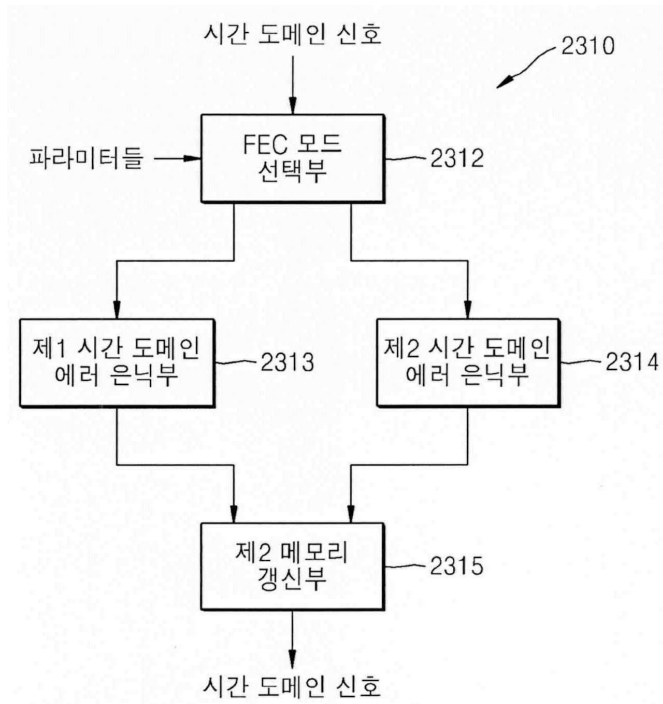 시간 도메인 신호
2310
파라미터들
FEC 모드
선택부
2312
제1 시간 도메인
에러 은닉부
2313
제2 시간 도메인
에러 은닉부
2314
제2 메모리
갱신부
2315
시간 도메인 신호